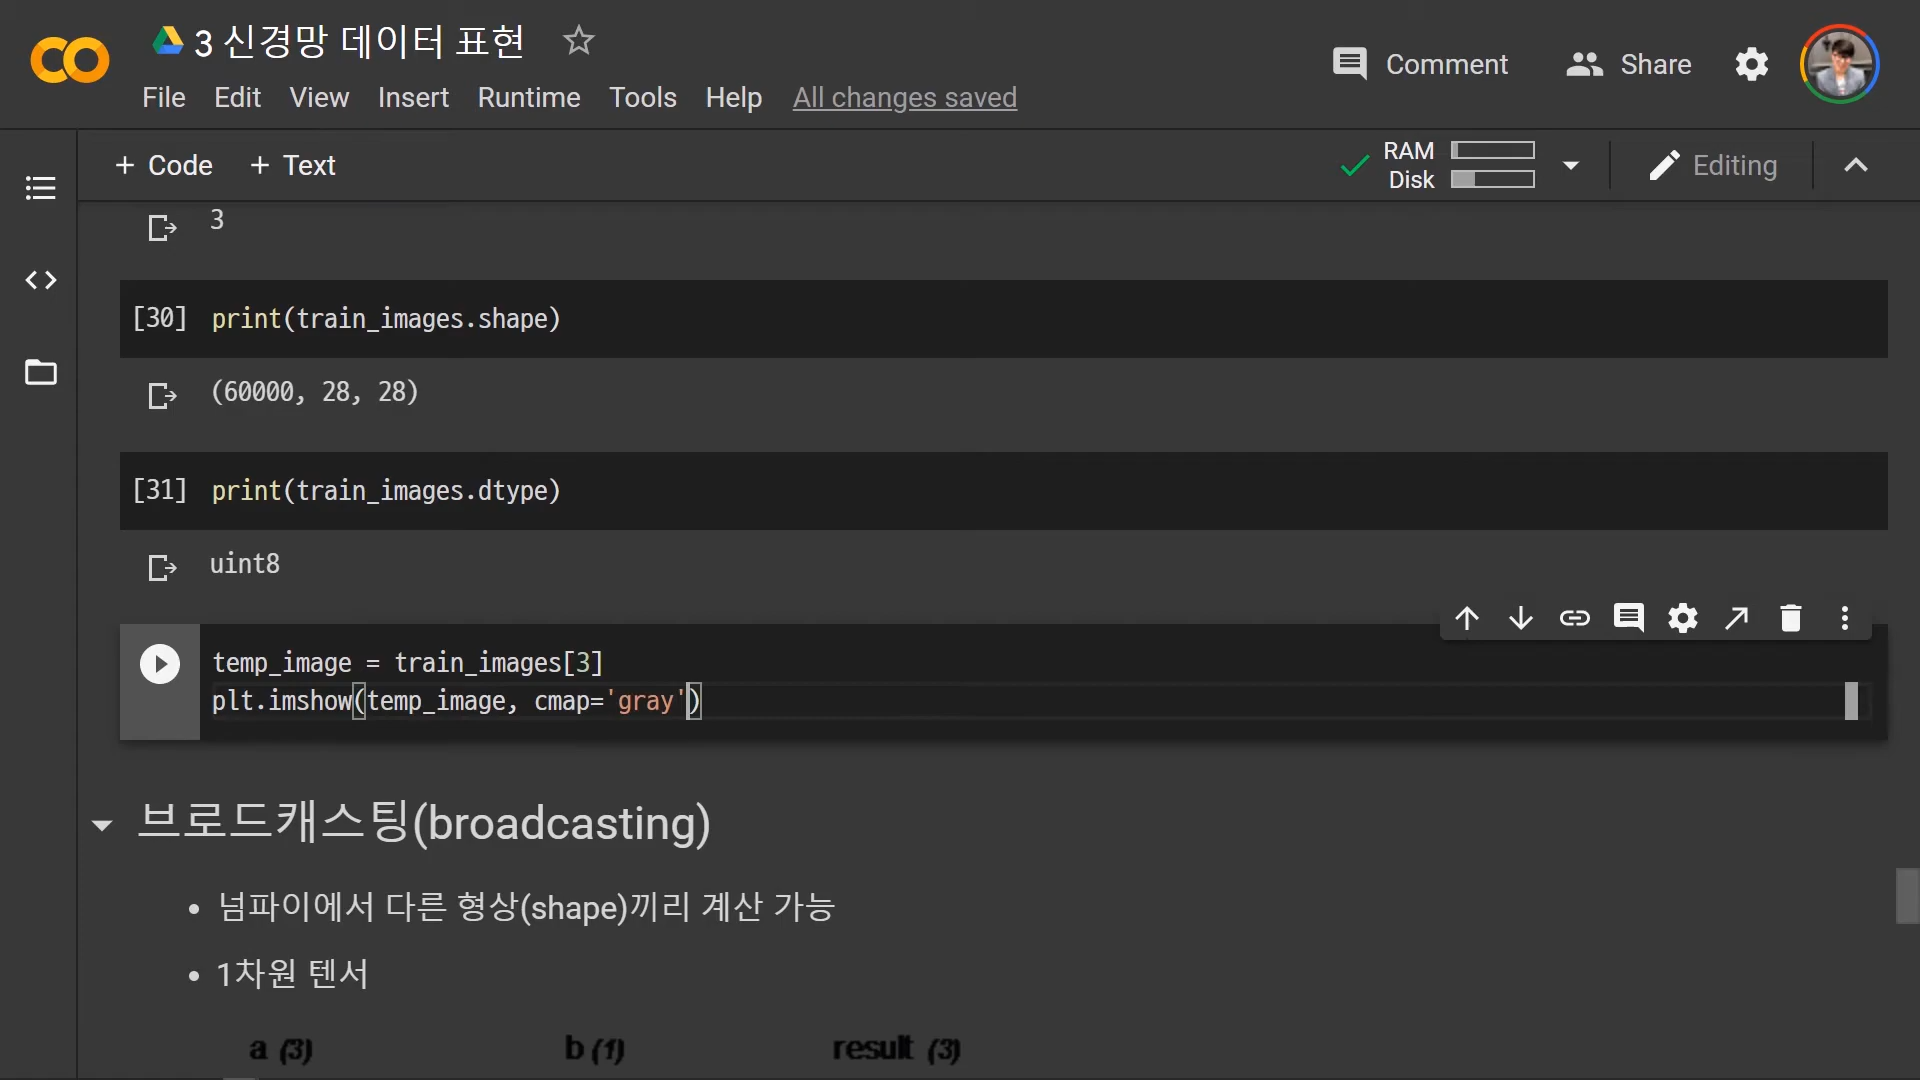 3 신경망 데이터 표현
Comment
Share
File Edit View Insert Runtime Tools Help All changes saved
+ Code + Text
RAM
Disk
Editing
3
[30] print(train_images.shape)
(60000, 28, 28)
[31] print(train_images.dtype)
uint8
temp_image = train_images[3]
plt.imshow(temp_image, cmap='gray')
브로드캐스팅(broadcasting)
• 넘파이에서 다른 형상(shape)끼리 계산 가능
• 1차원 텐서
a (3) b (1) result (3)